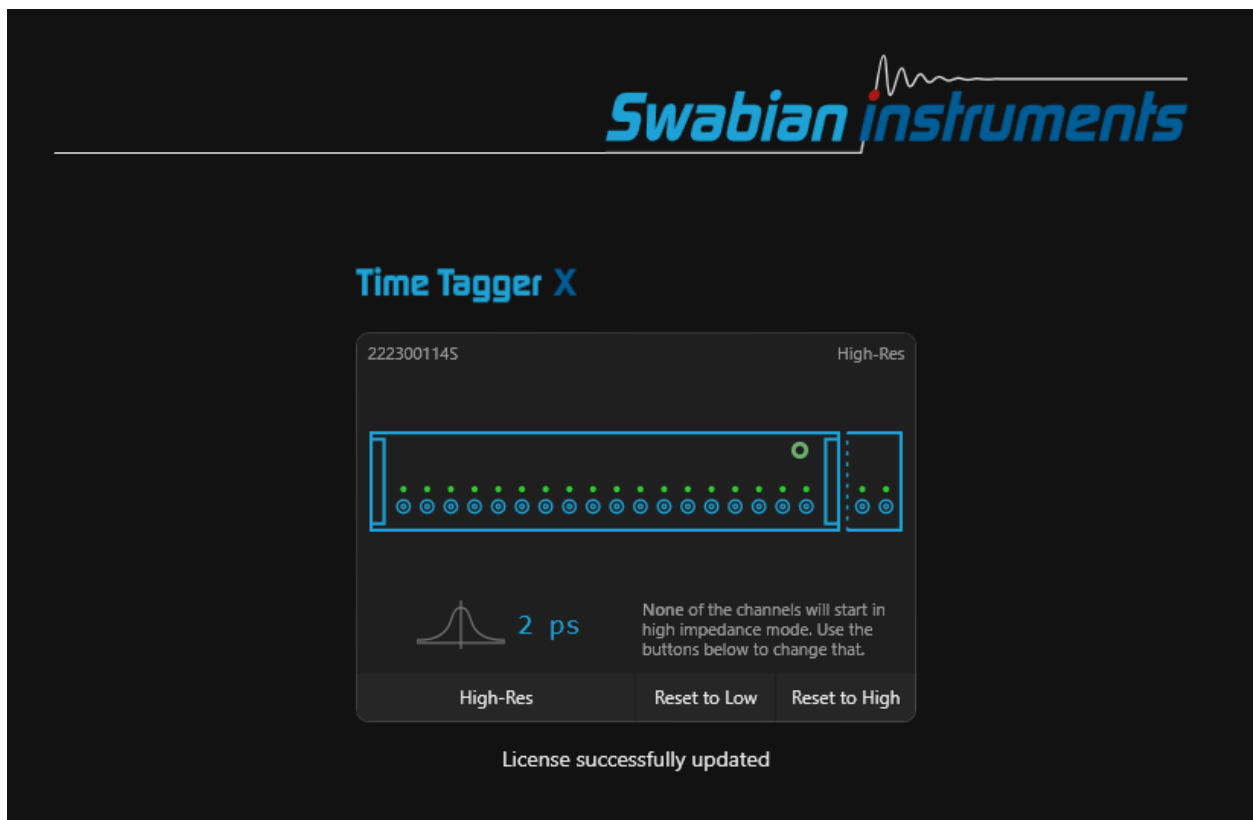 Swabian instruments
Time Tagger X
222300114S
High-Res
2 ps
None of the channels will start in
high impedance mode. Use the
buttons below to change that.
High-Res
Reset to Low
Reset to High
License successfully updated